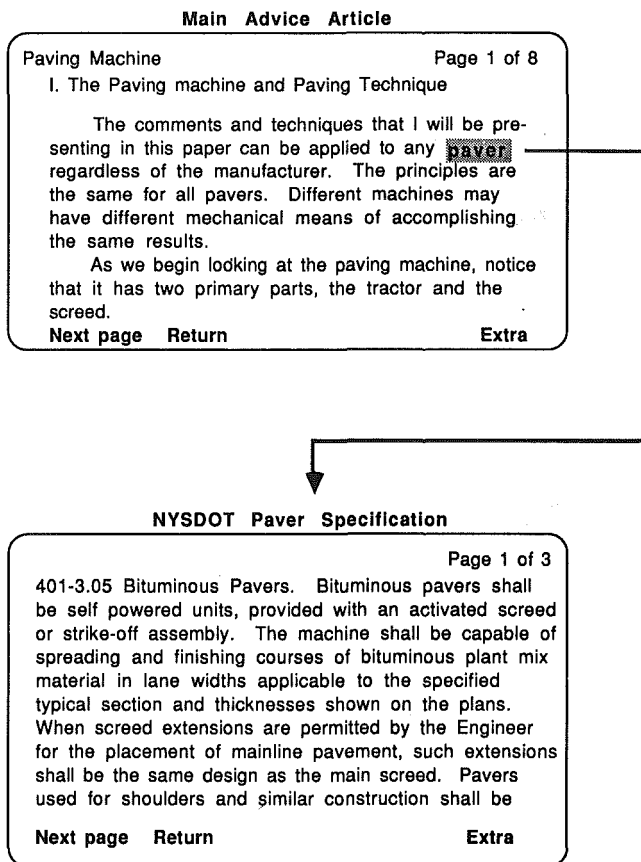 Main Advice Article
Paving Machine Page 1 of 8
I. The Paving machine and Paving Technique
The comments and techniques that I will be pre-
senting in this paper can be applied to any paver
regardless of the manufacturer. The principles are
the same for all pavers. Different machines may
have different mechanical means of accomplishing
the same results.
As we begin looking at the paving machine, notice
that it has two primary parts, the tractor and the
screed.
Next page Return Extra
NYSDOT Paver Specification
Page 1 of 3
401-3.05 Bituminous Pavers. Bituminous pavers shall
be self powered units, provided with an activated screed
or strike-off assembly. The machine shall be capable of
spreading and finishing courses of bituminous plant mix
material in lane widths applicable to the specified
typical section and thicknesses shown on the plans.
When screed extensions are permitted by the Engineer
for the placement of mainline pavement, such extensions
shall be the same design as the main screed. Pavers
used for shoulders and similar construction shall be
Next page Return Extra